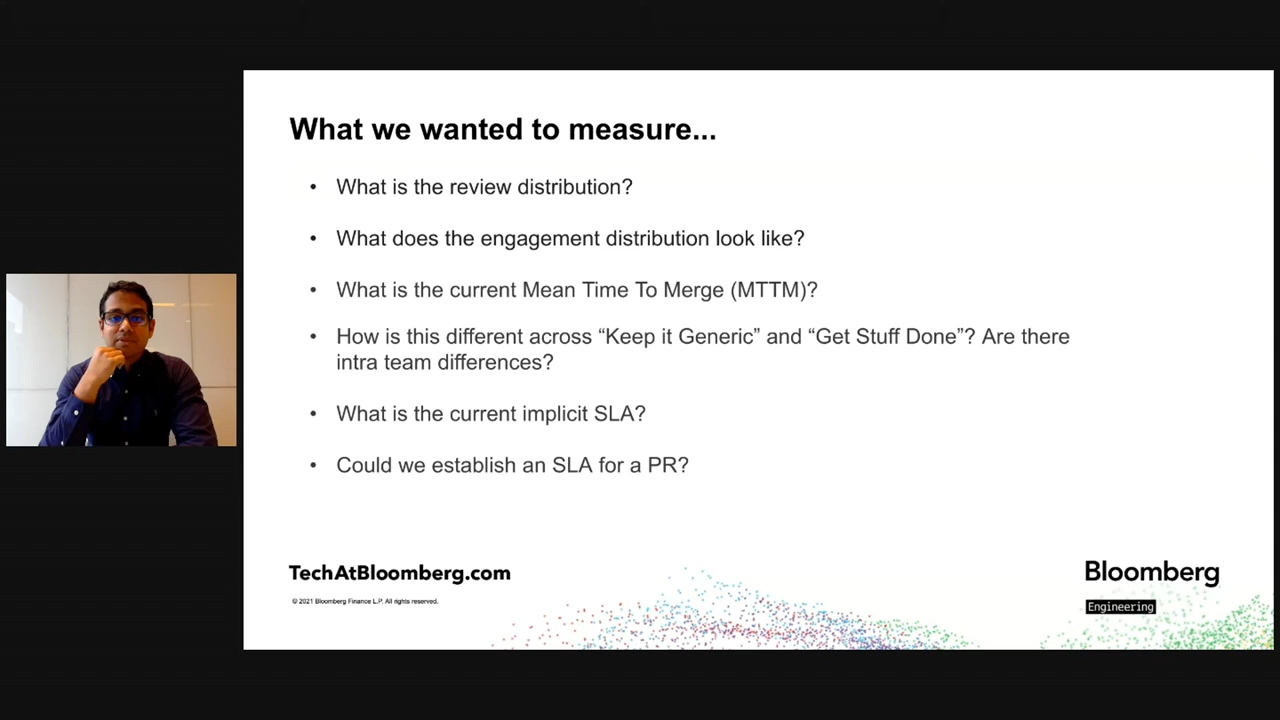 What we wanted to measure...
• What is the review distribution?
• What does the engagement distribution look like?
• What is the current Mean Time To Merge (MTTM)?
• How is this different across “Keep it Generic” and “Get Stuff Done”? Are there
intra team differences?
• What is the current implicit SLA?
• Could we establish an SLA for a PR?
TechAtBloomberg.com
© 2021 Bloomberg Finance L.P. All rights reserved.
Bloomberg
Engineering